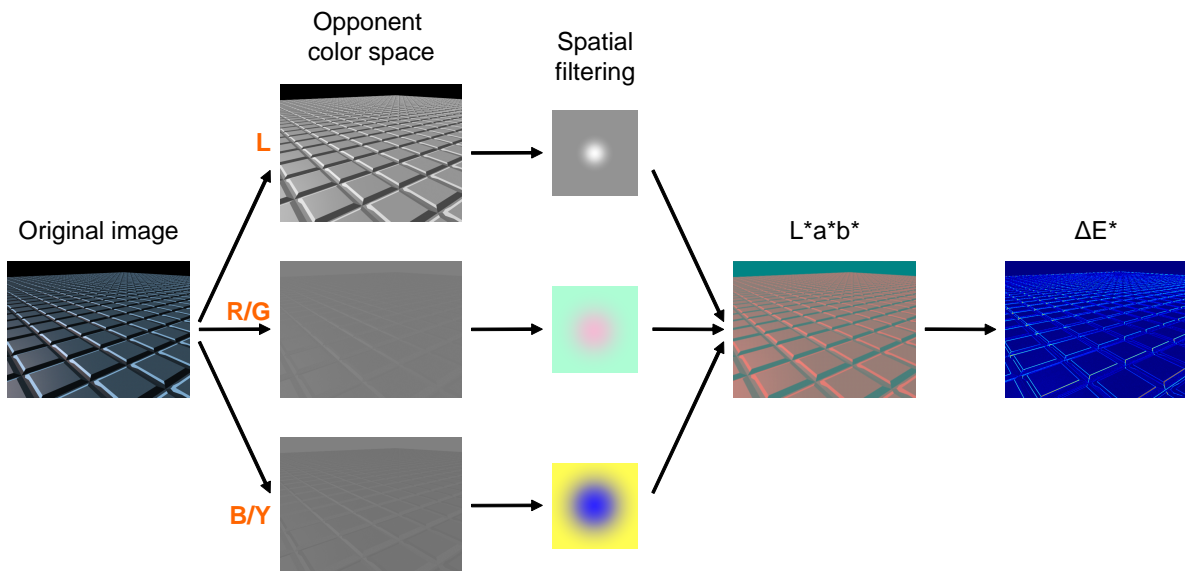 Opponent
color space
Spatial
filtering
L
Original image
L*a*b*
ΔE*
R/G
B/Y